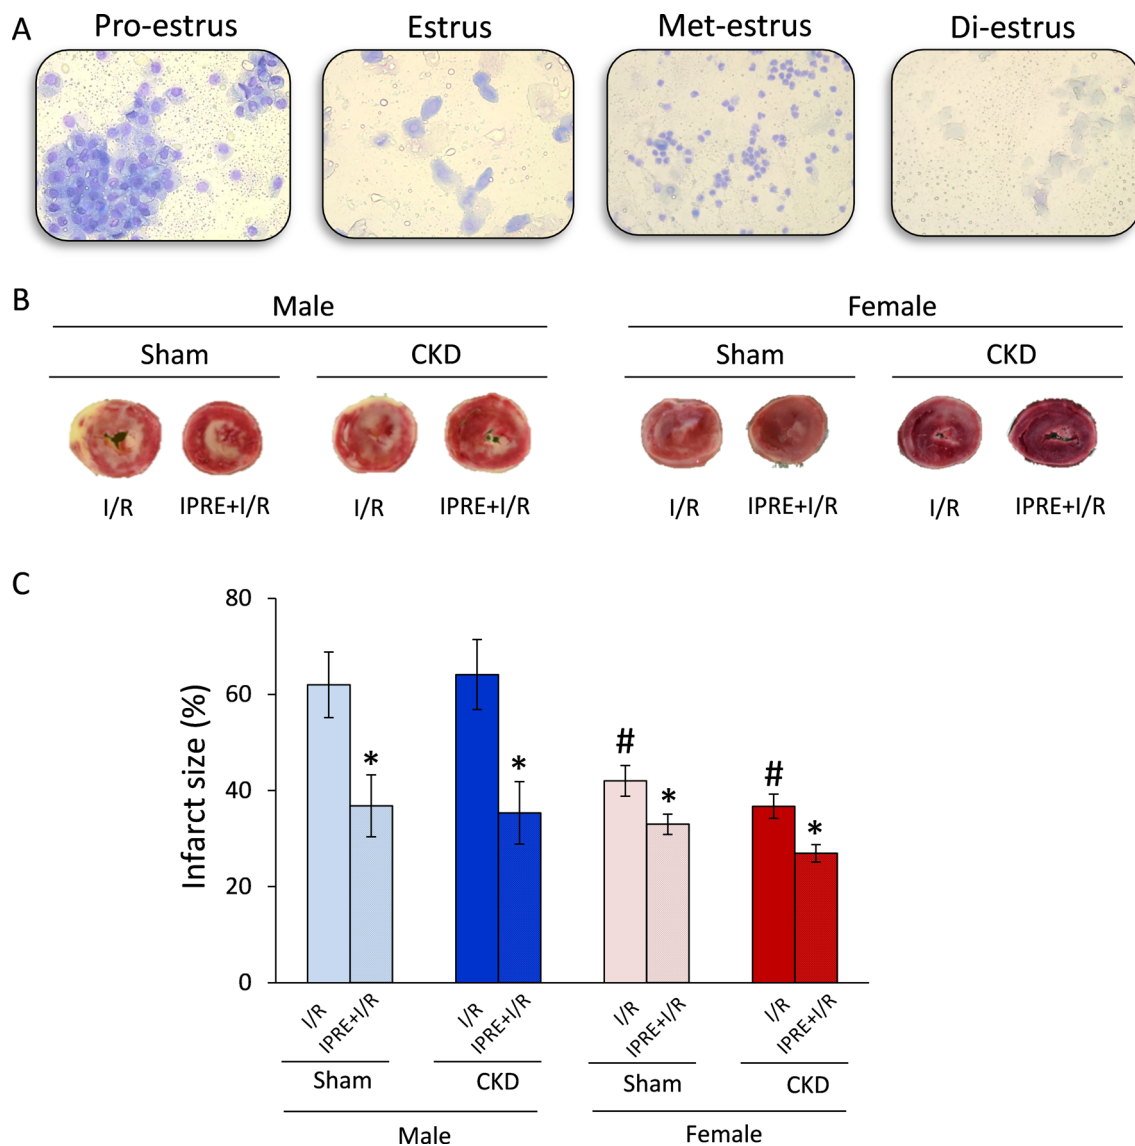 A
Pro-estrus Estrus Met-estrus Di-estrus
B
Male Female
Sham CKD Sham CKD
I/R IPRE+I/R I/R IPRE+I/R I/R IPRE+I/R I/R IPRE+I/R
C
Infarct size (%)
80
60
40
20
0
* * # * # *
I/R IPRE+I/R I/R IPRE+I/R I/R IPRE+I/R I/R IPRE+I/R
Sham CKD Sham CKD
Male Female